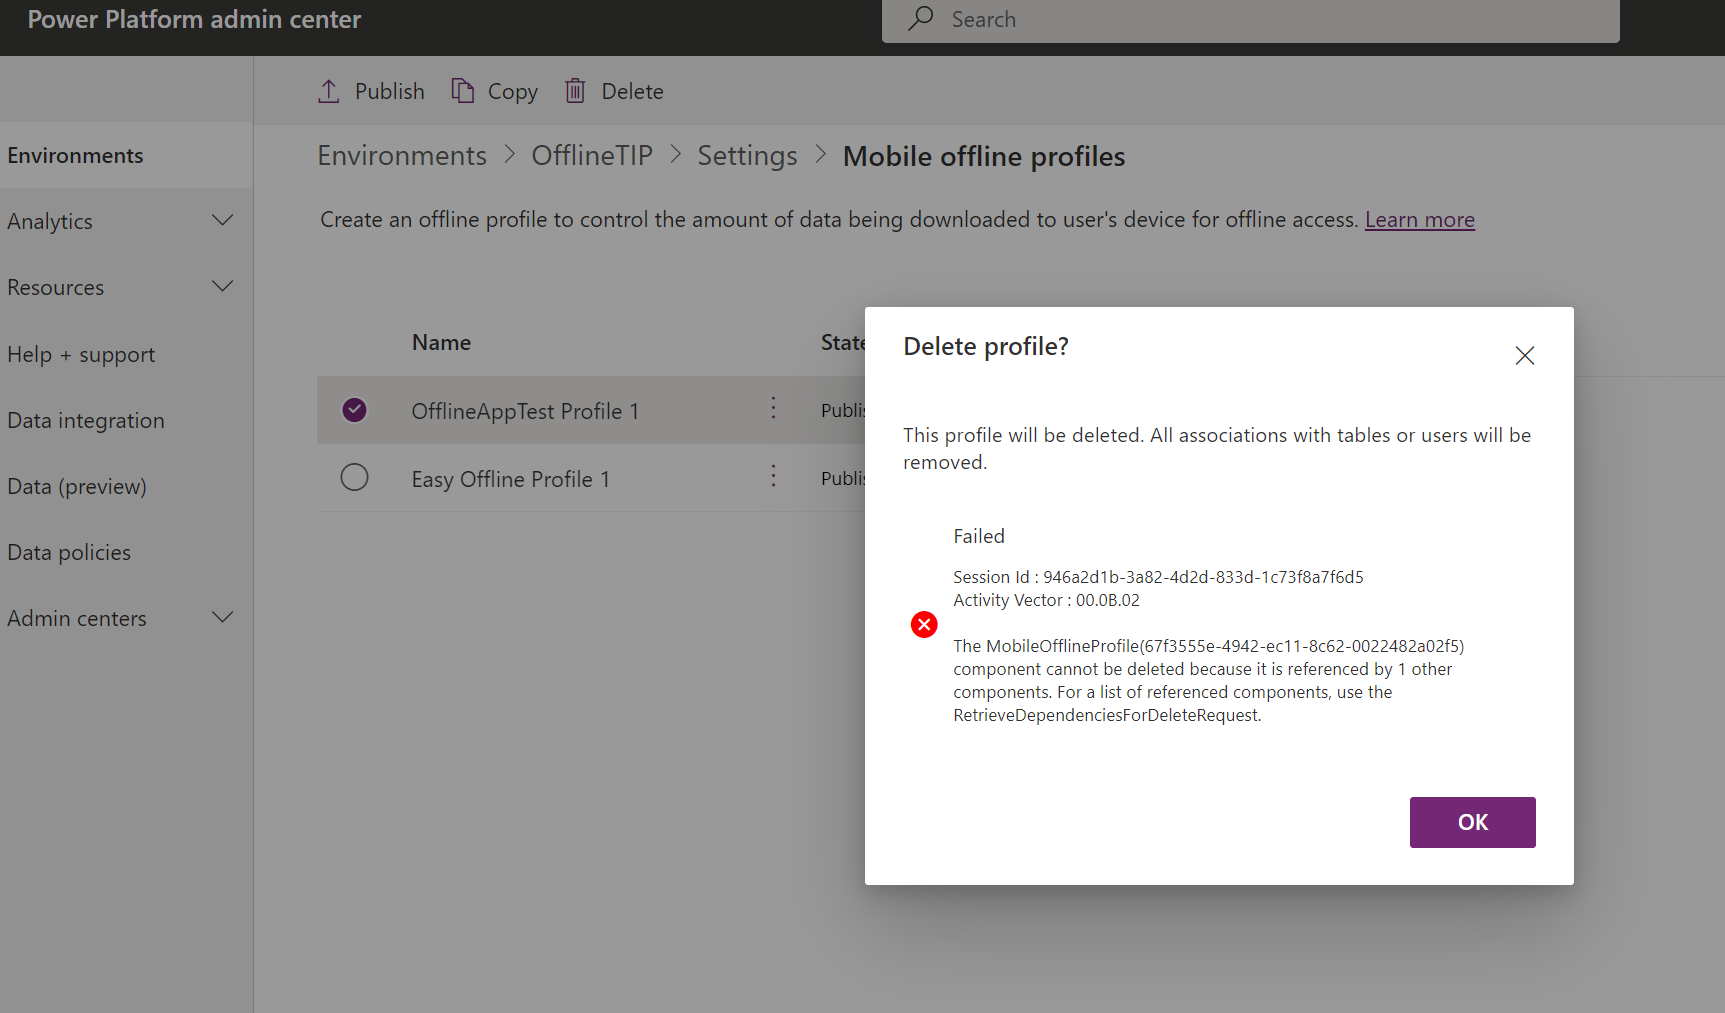 Power Platform admin center
Search
Publish
Copy
Delete
Environments
Analytics
Resources
Help + support
Data integration
Data (preview)
Data policies
Admin centers
Environments > OfflineTIP > Settings > Mobile offline profiles
Create an offline profile to control the amount of data being downloaded to user's device for offline access. Learn more
Name
State
OfflineAppTest Profile 1
Publis
Easy Offline Profile 1
Publis
Delete profile?
This profile will be deleted. All associations with tables or users will be
removed.
Failed
Session Id : 946a2d1b-3a82-4d2d-833d-1c73f8a7f6d5
Activity Vector : 00.0B.02
The MobileOfflineProfile(67f3555e-4942-ec11-8c62-0022482a02f5)
component cannot be deleted because it is referenced by 1 other
components. For a list of referenced components, use the
RetrieveDependenciesForDeleteRequest.
OK